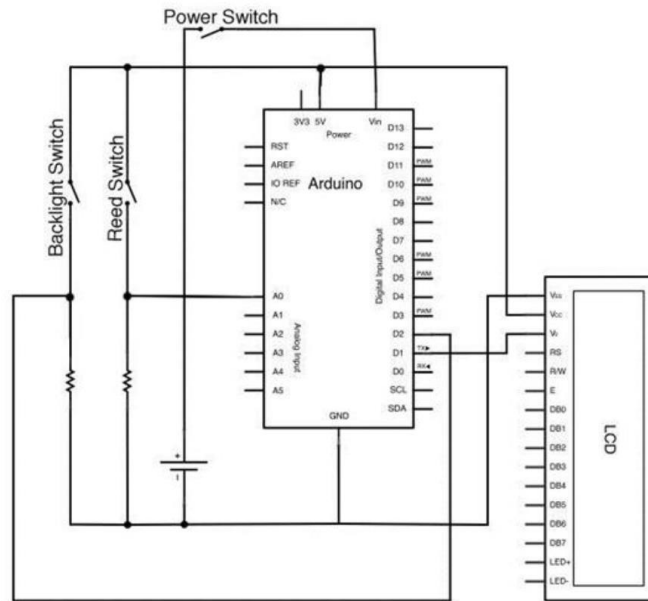 Power Switch
Backlight Switch
Reed Switch
3V3
5V
Vin
Power
Arduino
RST
AREF
IO REF
N/C
A0
A1
A2
A3
A4
A5
Analog Input
D13
D12
D11
PWM
D10
PWM
D9
PWM
D8
D7
D6
PWM
D5
PWM
D4
D3
PWM
D2
D1
TX▶
D0
RX◀
SCL
SDA
Digital Input/Output
GND
+
-
Vss
Vcc
RS
R/W
E
DB0
DB1
DB2
DB3
DB4
DB5
DB6
DB7
LED+
LED-
LCD